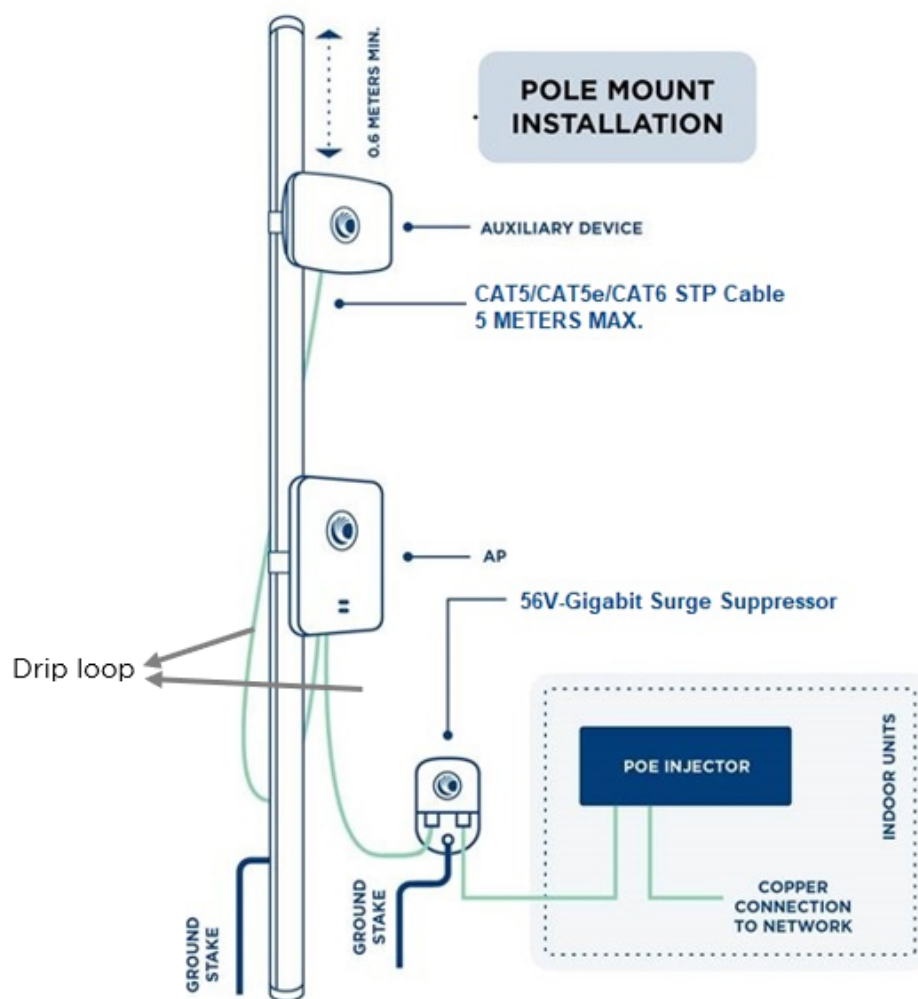 0.6 METERS MIN.
POLE MOUNT
INSTALLATION
AUXILIARY DEVICE
CAT5/CAT5e/CAT6 STP Cable
5 METERS MAX.
AP
56V-Gigabit Surge Suppressor
Drip loop
POE INJECTOR
INDOOR UNITS
COPPER
CONNECTION
TO NETWORK
GROUND
STAKE
GROUND
STAKE